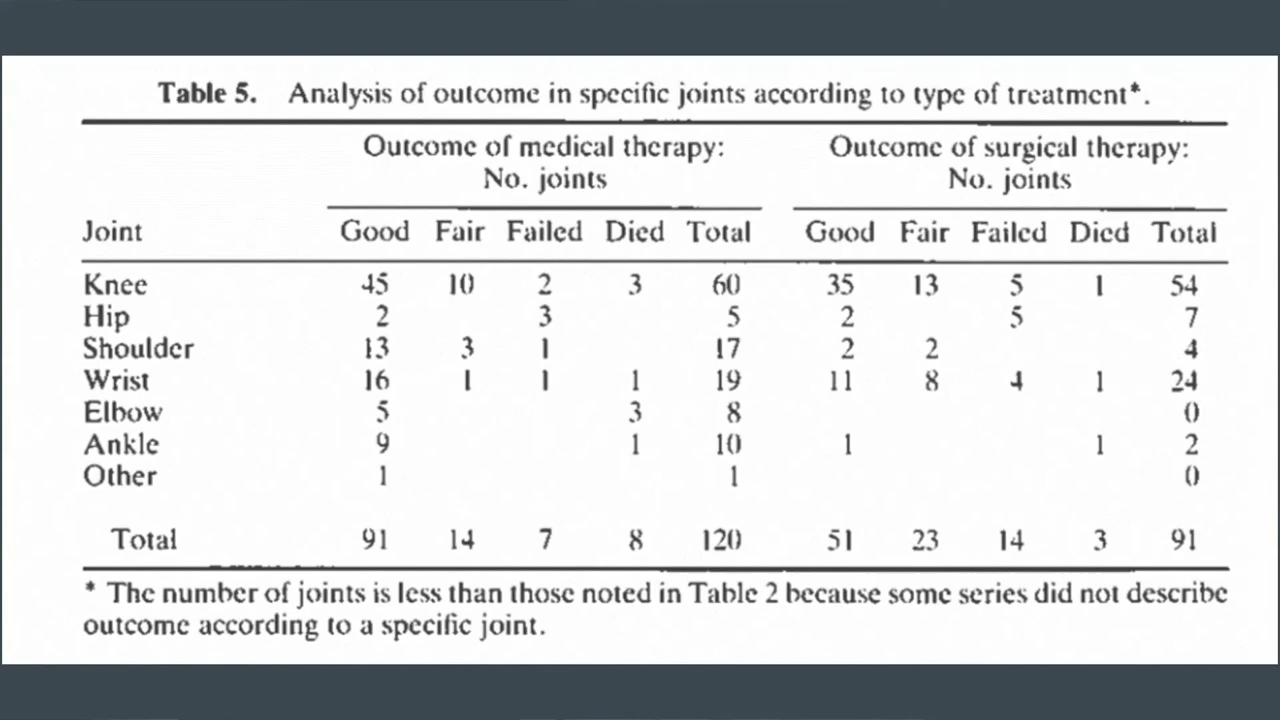 Table 5. Analysis of outcome in specific joints according to type of treatment*.
Outcome of medical therapy: Outcome of surgical therapy:
No. joints No. joints
Joint Good Fair Failed Died Total Good Fair Failed Died Total
Knee 45 10 2 3 60 35 13 5 1 54
Hip 2 3 5 2 5 7
Shoulder 13 3 1 17 2 2 4
Wrist 16 1 1 1 19 11 8 4 1 24
Elbow 5 3 8 0
Ankle 9 1 10 1 1 2
Other 1 1 0
Total 91 14 7 8 120 51 23 14 3 91
* The number of joints is less than those noted in Table 2 because some series did not describe
outcome according to a specific joint.